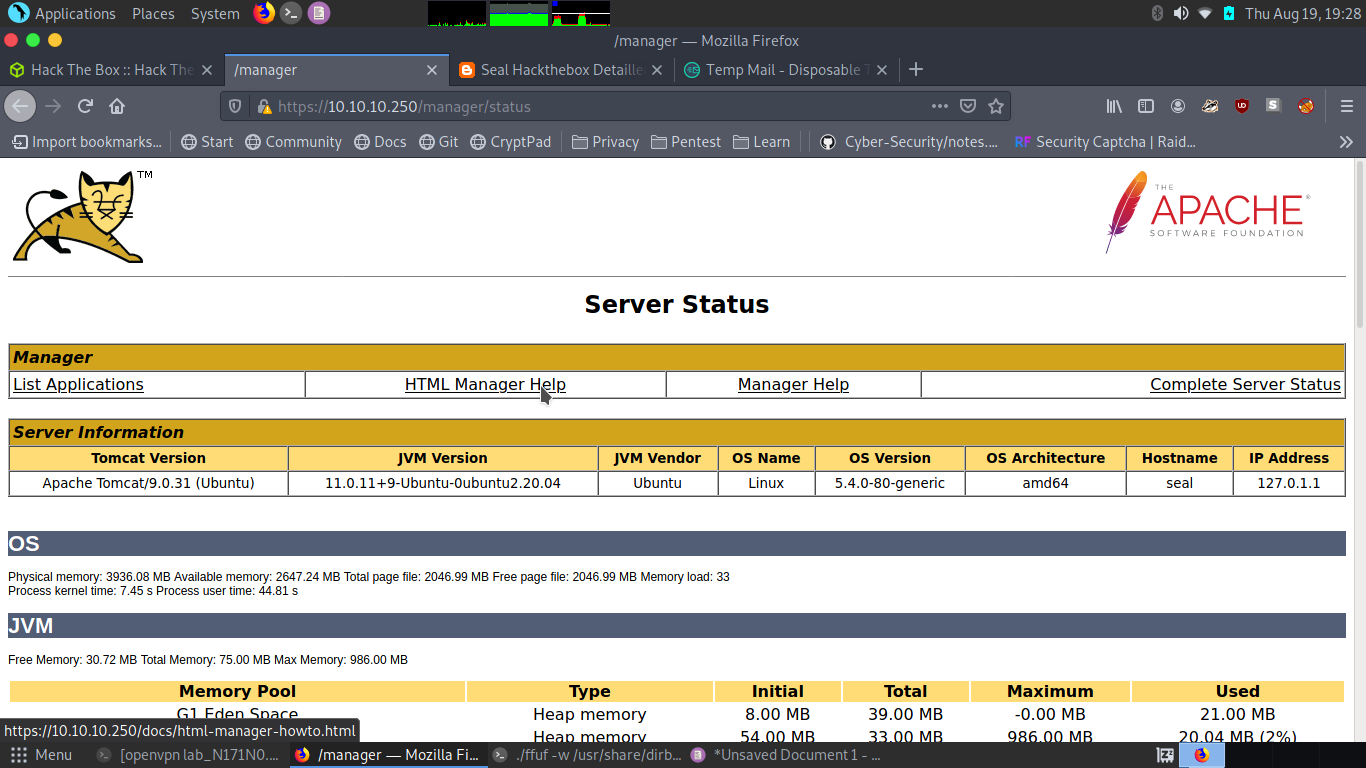 Applications Places System Thu Aug 19, 19:28
/manager — Mozilla Firefox
Hack The Box :: Hack The /manager Seal Hackthebox Detaille Temp Mail - Disposable T
https://10.10.10.250/manager/status
Import bookmarks... Start Community Docs Git CryptPad Privacy Pentest Learn Cyber-Security/notes.... RF Security Captcha | Raid...
TM
THE
APACHE®
SOFTWARE FOUNDATION
Server Status
Manager
List Applications HTML Manager Help Manager Help Complete Server Status
Server Information
Tomcat Version JVM Version JVM Vendor OS Name OS Version OS Architecture Hostname IP Address
Apache Tomcat/9.0.31 (Ubuntu) 11.0.11+9-Ubuntu-0ubuntu2.20.04 Ubuntu Linux 5.4.0-80-generic amd64 seal 127.0.1.1
OS
Physical memory: 3936.08 MB Available memory: 2647.24 MB Total page file: 2046.99 MB Free page file: 2046.99 MB Memory load: 33
Process kernel time: 7.45 s Process user time: 44.81 s
JVM
Free Memory: 30.72 MB Total Memory: 75.00 MB Max Memory: 986.00 MB
Memory Pool Type Initial Total Maximum Used
G1 Eden Space Heap memory 8.00 MB 39.00 MB -0.00 MB 21.00 MB
Heap memory 54.00 MB 33.00 MB 986.00 MB 20.04 MB (2%)
https://10.10.10.250/docs/html-manager-howto.html
Menu [openvpn lab_N171N0... /manager — Mozilla Fi... ./ffuf -w /usr/share/dirb... *Unsaved Document 1 - ...